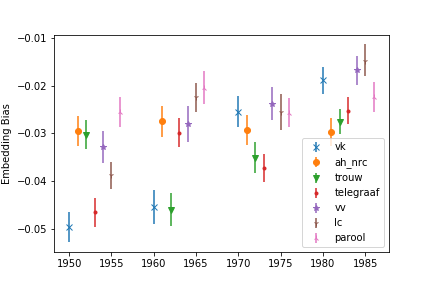 −0.01
−0.02
−0.03
−0.04
−0.05
Embedding Bias
vk
ah_nrc
trouw
telegraaf
vv
lc
parool
1950 1955 1960 1965 1970 1975 1980 1985